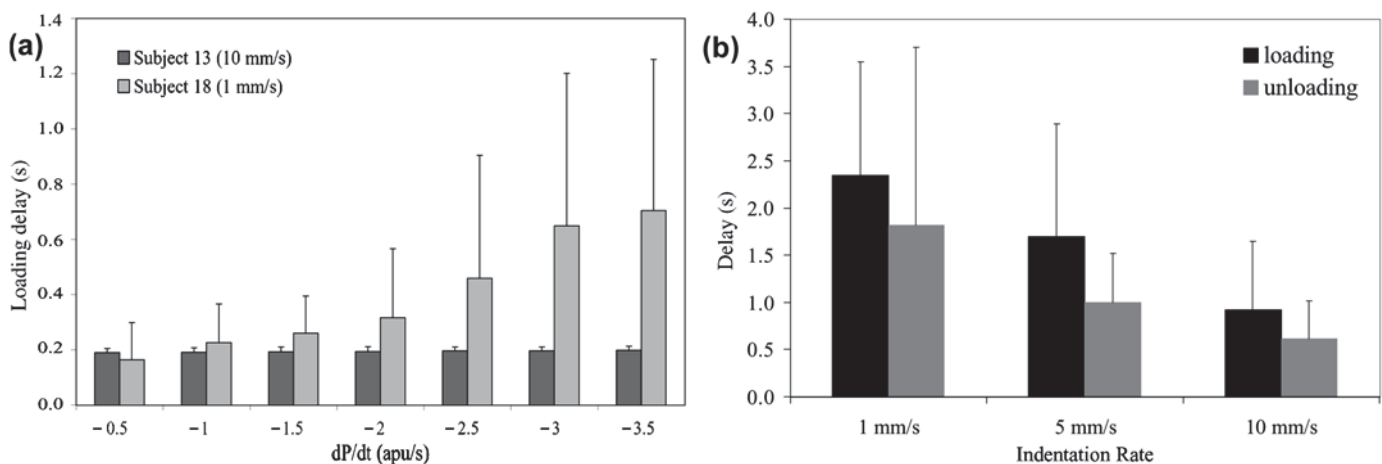 (a)
Subject 13 (10 mm/s)
Subject 18 (1 mm/s)
Loading delay (s)
1.4
1.2
1.0
0.8
0.6
0.4
0.2
0.0
−0.5 −1 −1.5 −2 −2.5 −3 −3.5
dP/dt (apu/s)
(b)
loading
unloading
Delay (s)
4.0
3.5
3.0
2.5
2.0
1.5
1.0
0.5
0.0
1 mm/s 5 mm/s 10 mm/s
Indentation Rate